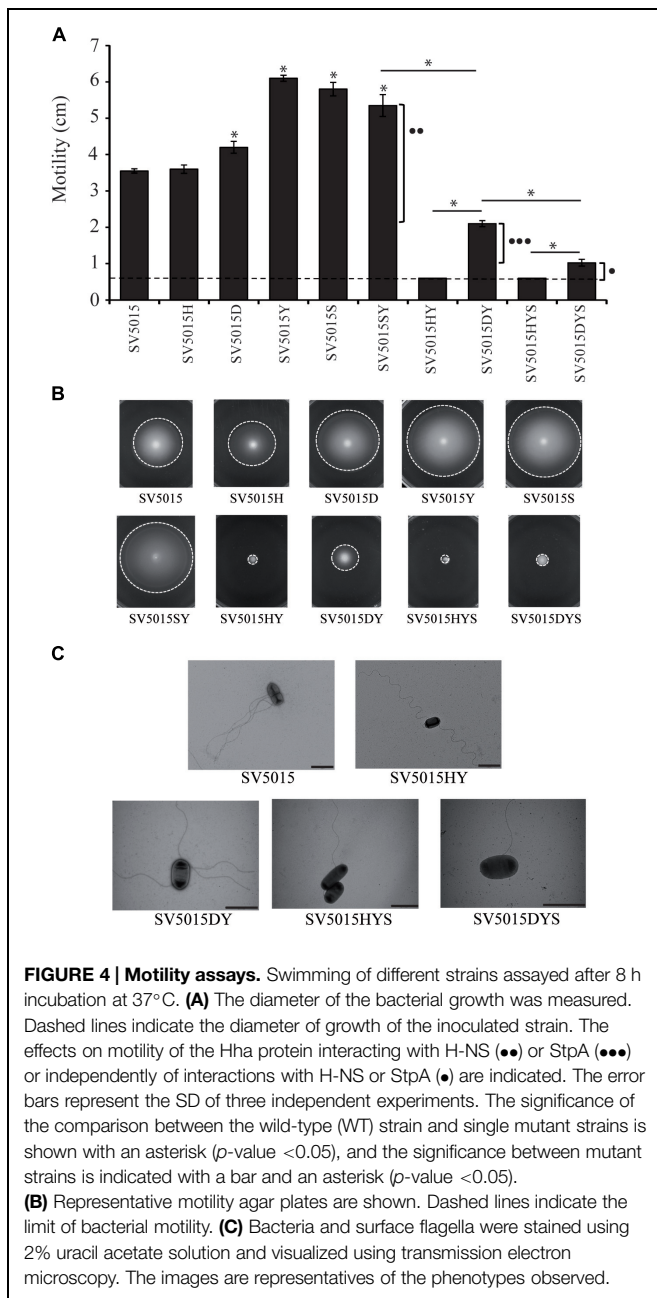 A
Motility (cm)
7
6
5
4
3
2
1
0
*
*
*
*
*
••
*
*
•••
*
*
•
SV5015
SV5015H
SV5015D
SV5015Y
SV5015S
SV5015SY
SV5015HY
SV5015DY
SV5015HYS
SV5015DYS
B
SV5015
SV5015H
SV5015D
SV5015Y
SV5015S
SV5015SY
SV5015HY
SV5015DY
SV5015HYS
SV5015DYS
C
SV5015
SV5015HY
SV5015DY
SV5015HYS
SV5015DYS
FIGURE 4 | Motility assays. Swimming of different strains assayed after 8 h
incubation at 37°C. (A) The diameter of the bacterial growth was measured.
Dashed lines indicate the diameter of growth of the inoculated strain. The
effects on motility of the Hha protein interacting with H-NS (••) or StpA (•••)
or independently of interactions with H-NS or StpA (•) are indicated. The error
bars represent the SD of three independent experiments. The significance of
the comparison between the wild-type (WT) strain and single mutant strains is
shown with an asterisk (p-value <0.05), and the significance between mutant
strains is indicated with a bar and an asterisk (p-value <0.05).
(B) Representative motility agar plates are shown. Dashed lines indicate the
limit of bacterial motility. (C) Bacteria and surface flagella were stained using
2% uracil acetate solution and visualized using transmission electron
microscopy. The images are representatives of the phenotypes observed.